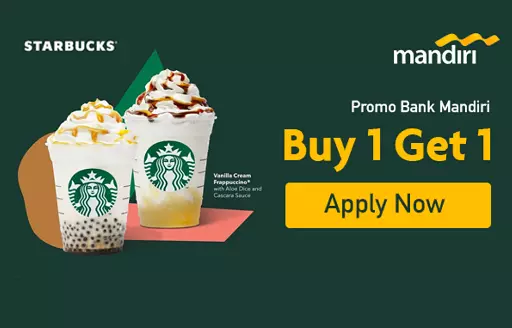 STARBUCKS®
mandiri
Promo Bank Mandiri
Buy 1 Get 1
Apply Now
Vanilla Cream
Frappuccino®
with Aloe Dice and
Cascara Sauce